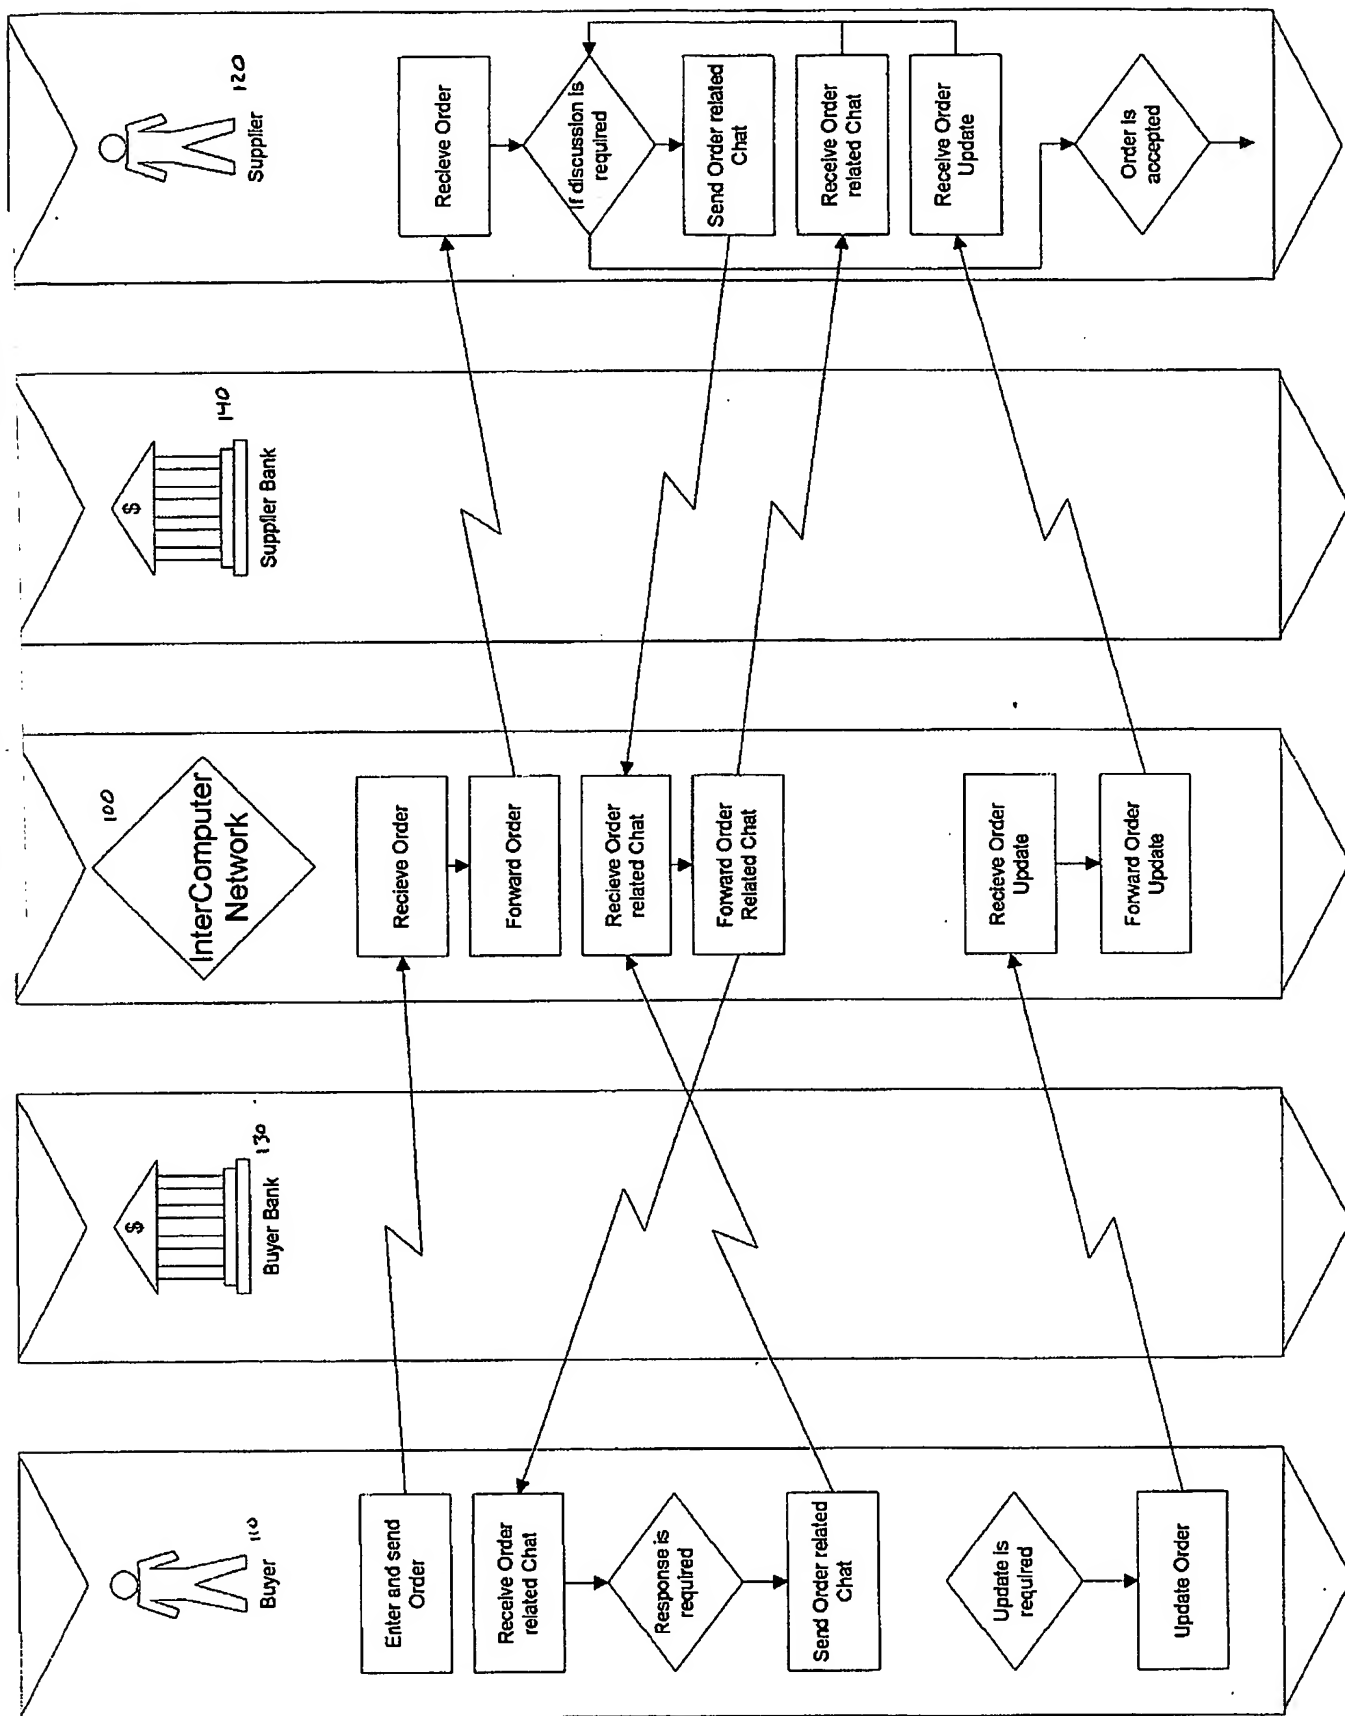 110
Buyer
Enter and send
Order
Receive Order
related Chat
Response is
required
Send Order related
Chat
Update is
required
Update Order
$
130
Buyer Bank
100
InterComputer
Network
Recieve Order
Forward Order
Recieve Order
related Chat
Forward Order
Related Chat
Recieve Order
Update
Forward Order
Update
$
140
Supplier Bank
120
Supplier
Recieve Order
If discussion is
required
Send Order related
Chat
Receive Order
related Chat
Receive Order
Update
Order is
accepted